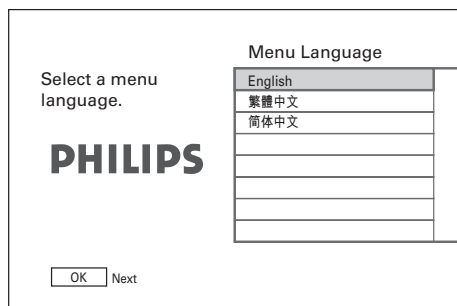 Menu Language
Select a menu
language.
English
繁體中文
简体中文
PHILIPS
OK Next